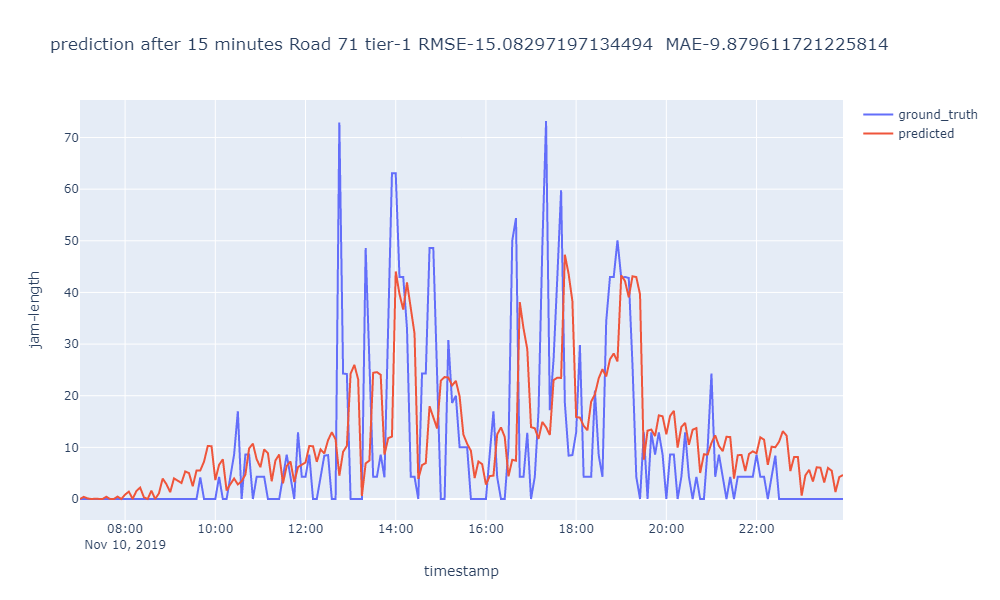 prediction after 15 minutes Road 71 tier-1 RMSE-15.08297197134494  MAE-9.879611721225814
ground_truth
predicted
jam-length
70
60
50
40
30
20
10
0
08:00 10:00 12:00 14:00 16:00 18:00 20:00 22:00
Nov 10, 2019
timestamp